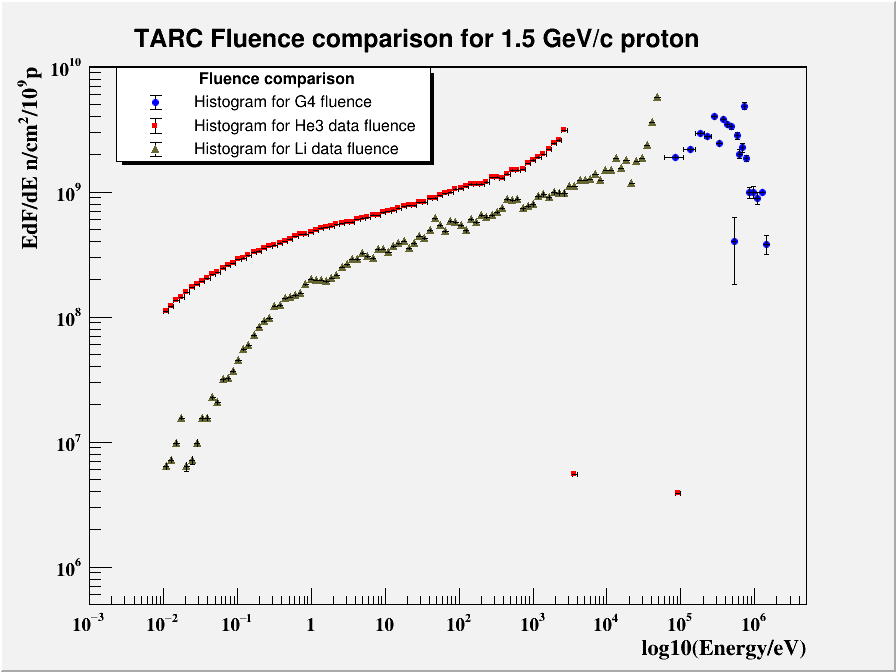 TARC Fluence comparison for 1.5 GeV/c proton
EdF/dE n/cm²/10⁹p
Fluence comparison
Histogram for G4 fluence
Histogram for He3 data fluence
Histogram for Li data fluence
10¹⁰
10⁹
10⁸
10⁷
10⁶
10⁻³ 10⁻² 10⁻¹ 1 10 10² 10³ 10⁴ 10⁵ 10⁶
log10(Energy/eV)